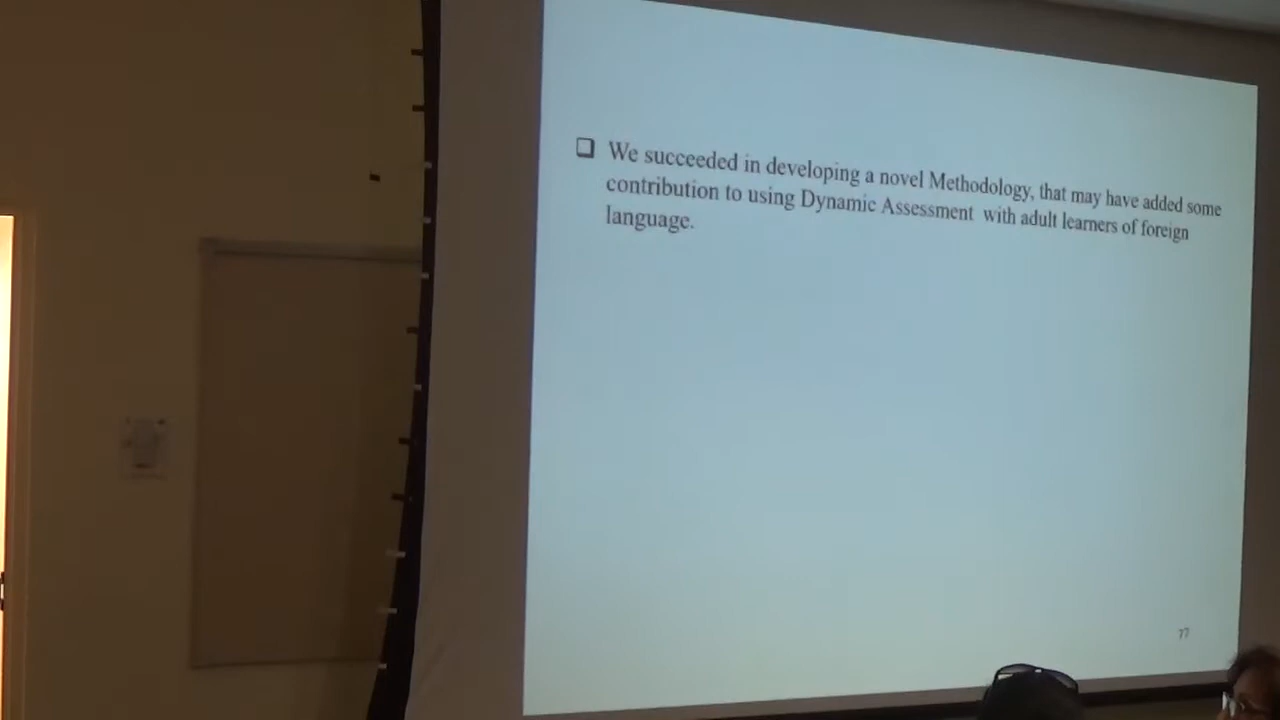 ❑ We succeeded in developing a novel Methodology, that may have added some
contribution to using Dynamic Assessment with adult learners of foreign
language.
77